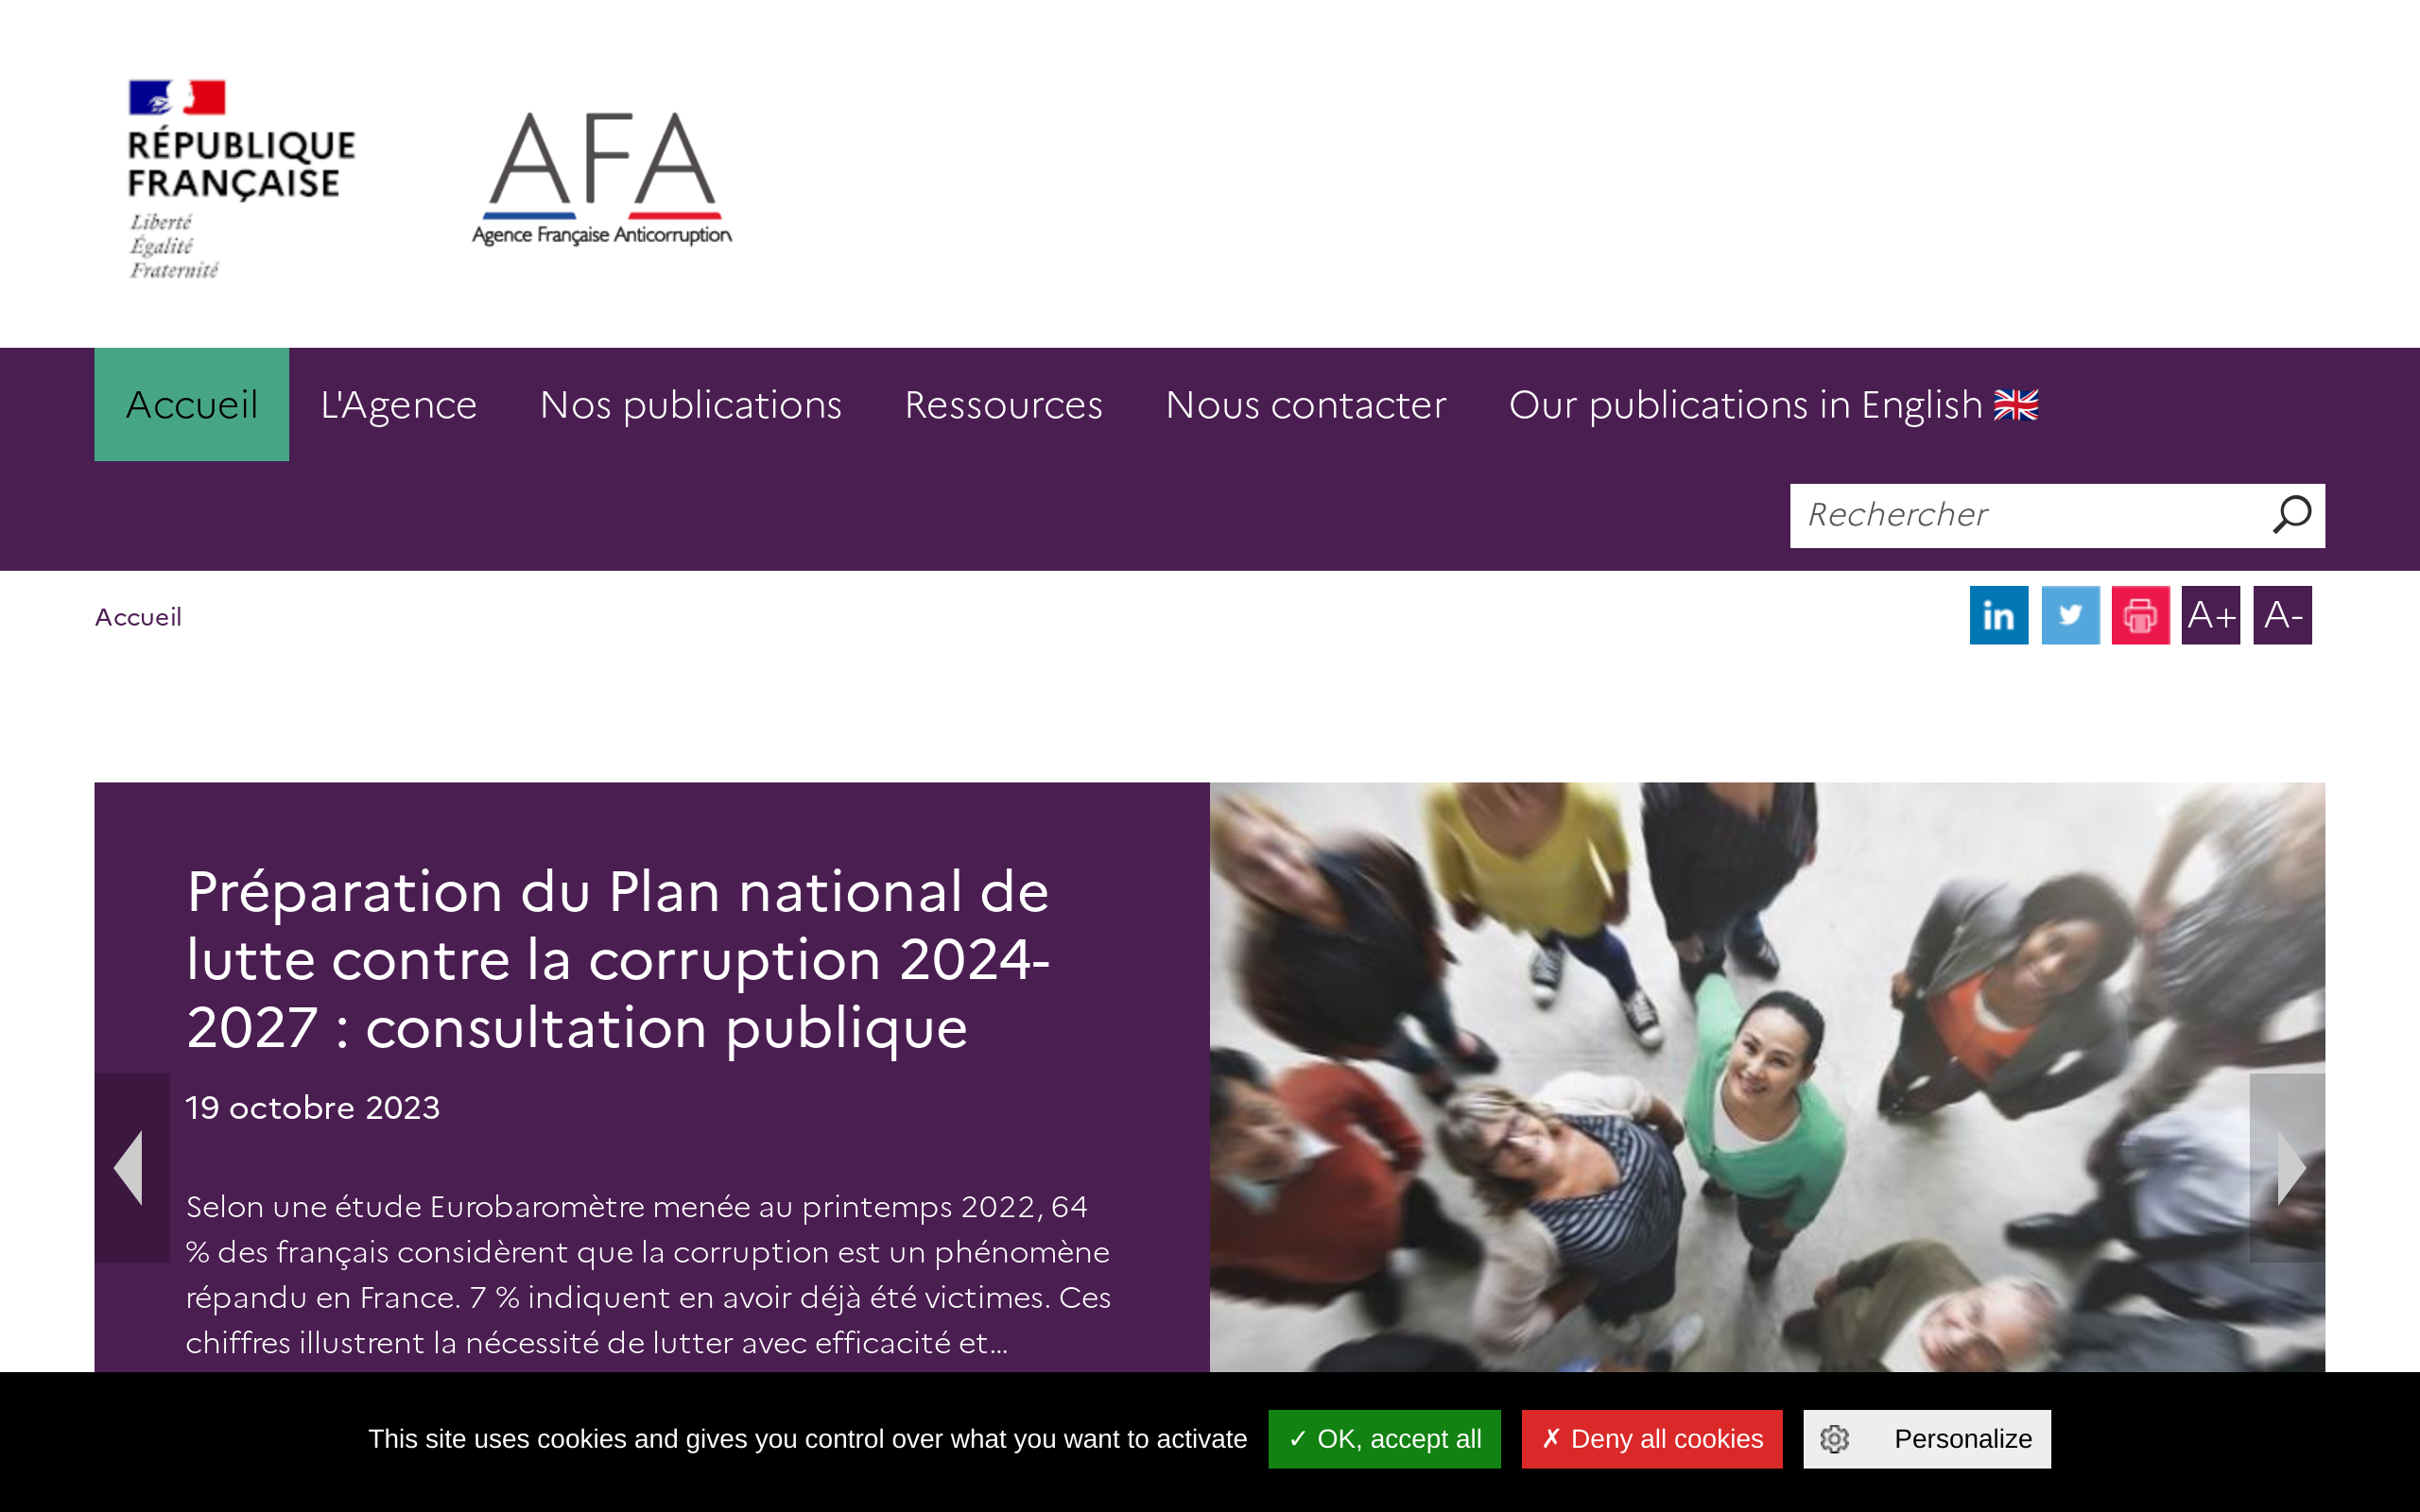 RÉPUBLIQUE
FRANÇAISE
Liberté
Égalité
Fraternité
AFA
Agence Française Anticorruption
Accueil
L'Agence
Nos publications
Ressources
Nous contacter
Our publications in English 🇬🇧
Rechercher
Accueil
in
A+
A-
Préparation du Plan national de
lutte contre la corruption 2024-
2027 : consultation publique
19 octobre 2023
Selon une étude Eurobaromètre menée au printemps 2022, 64
% des français considèrent que la corruption est un phénomène
répandu en France. 7 % indiquent en avoir déjà été victimes. Ces
chiffres illustrent la nécessité de lutter avec efficacité et...
This site uses cookies and gives you control over what you want to activate
✓ OK, accept all
✗ Deny all cookies
Personalize